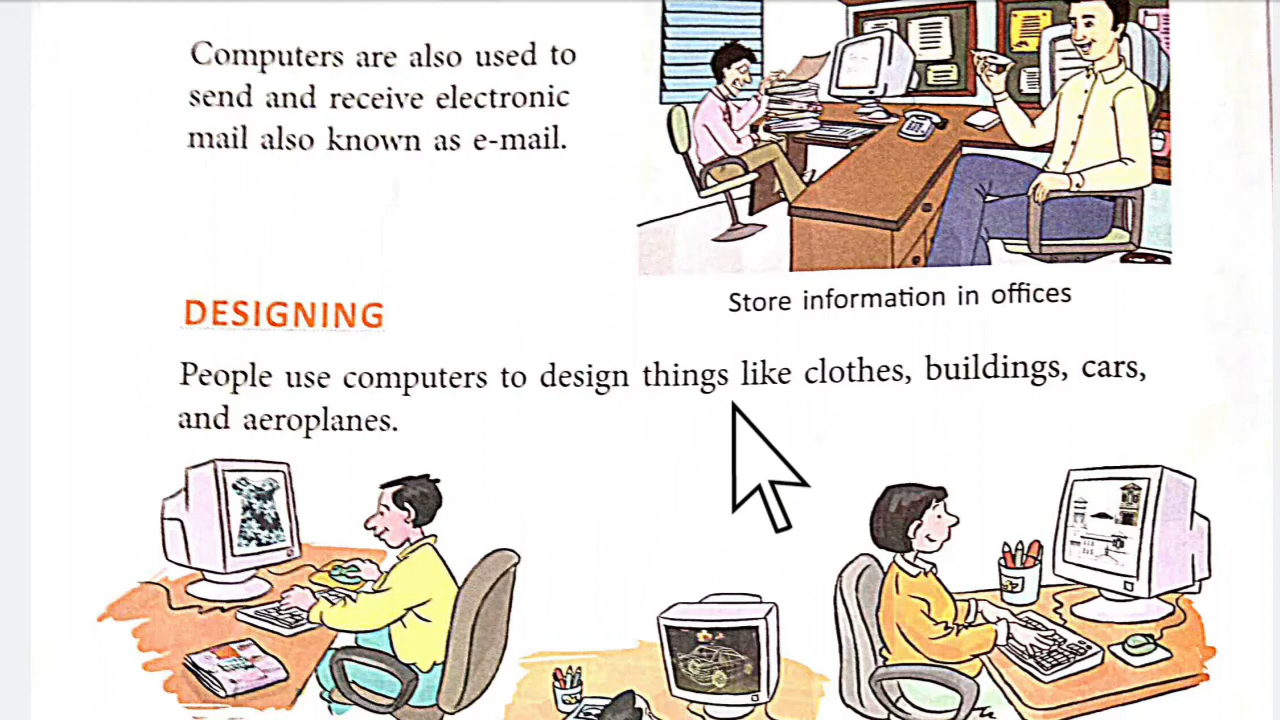 Computers are also used to
send and receive electronic
mail also known as e-mail.
Store information in offices
DESIGNING
People use computers to design things like clothes, buildings, cars,
and aeroplanes.